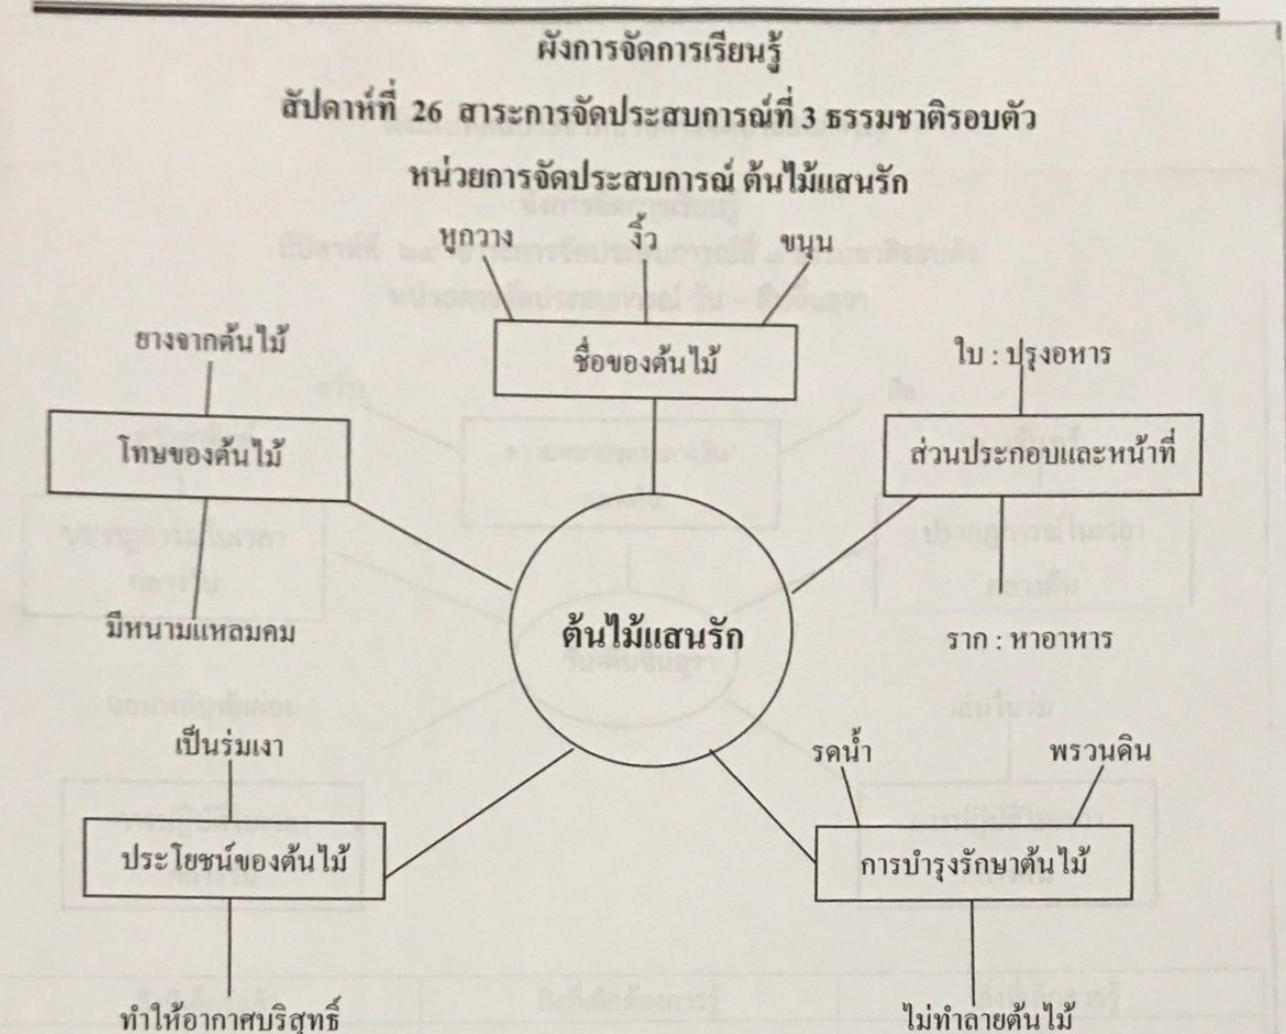 ผังการจัดการเรียนรู้
สัปดาห์ที่ 26 สาระการจัดประสบการณ์ที่ 3 ธรรมชาติรอบตัว
หน่วยการจัดประสบการณ์ ต้นไม้แสนรัก
หูกวาง งิ้ว ขนุน
ชื่อของต้นไม้
ยางจากต้นไม้
โทษของต้นไม้
มีหนามแหลมคม
ใบ : ปรุงอาหาร
ส่วนประกอบและหน้าที่
ราก : หาอาหาร
ต้นไม้แสนรัก
เป็นร่มเงา
ประโยชน์ของต้นไม้
ทำให้อากาศบริสุทธิ์
รดน้ำ พรวนดิน
การบำรุงรักษาต้นไม้
ไม่ทำลายต้นไม้